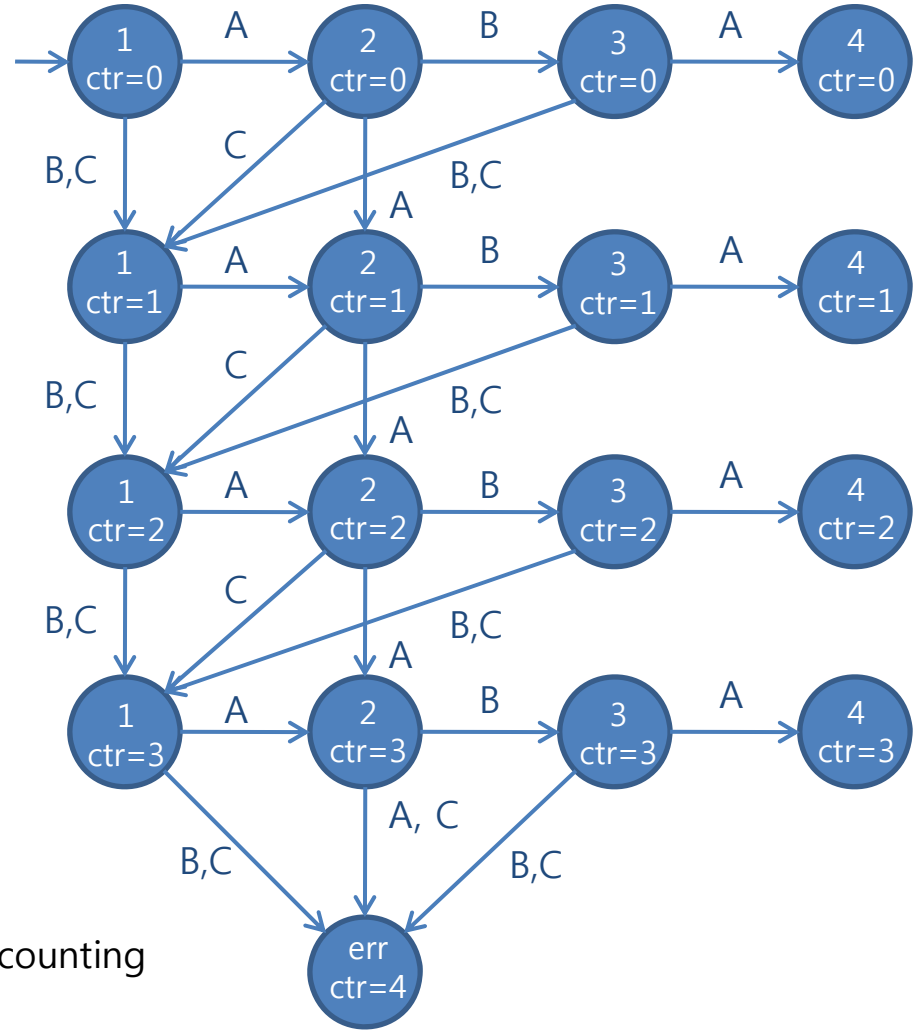 A
B
A
1
ctr=0
2
ctr=0
3
ctr=0
4
ctr=0
B,C
C
B,C
A
A
B
A
1
ctr=1
2
ctr=1
3
ctr=1
4
ctr=1
B,C
C
B,C
A
A
B
A
1
ctr=2
2
ctr=2
3
ctr=2
4
ctr=2
B,C
C
B,C
A
A
B
A
1
ctr=3
2
ctr=3
3
ctr=3
4
ctr=3
B,C
A, C
B,C
err
ctr=4
counting